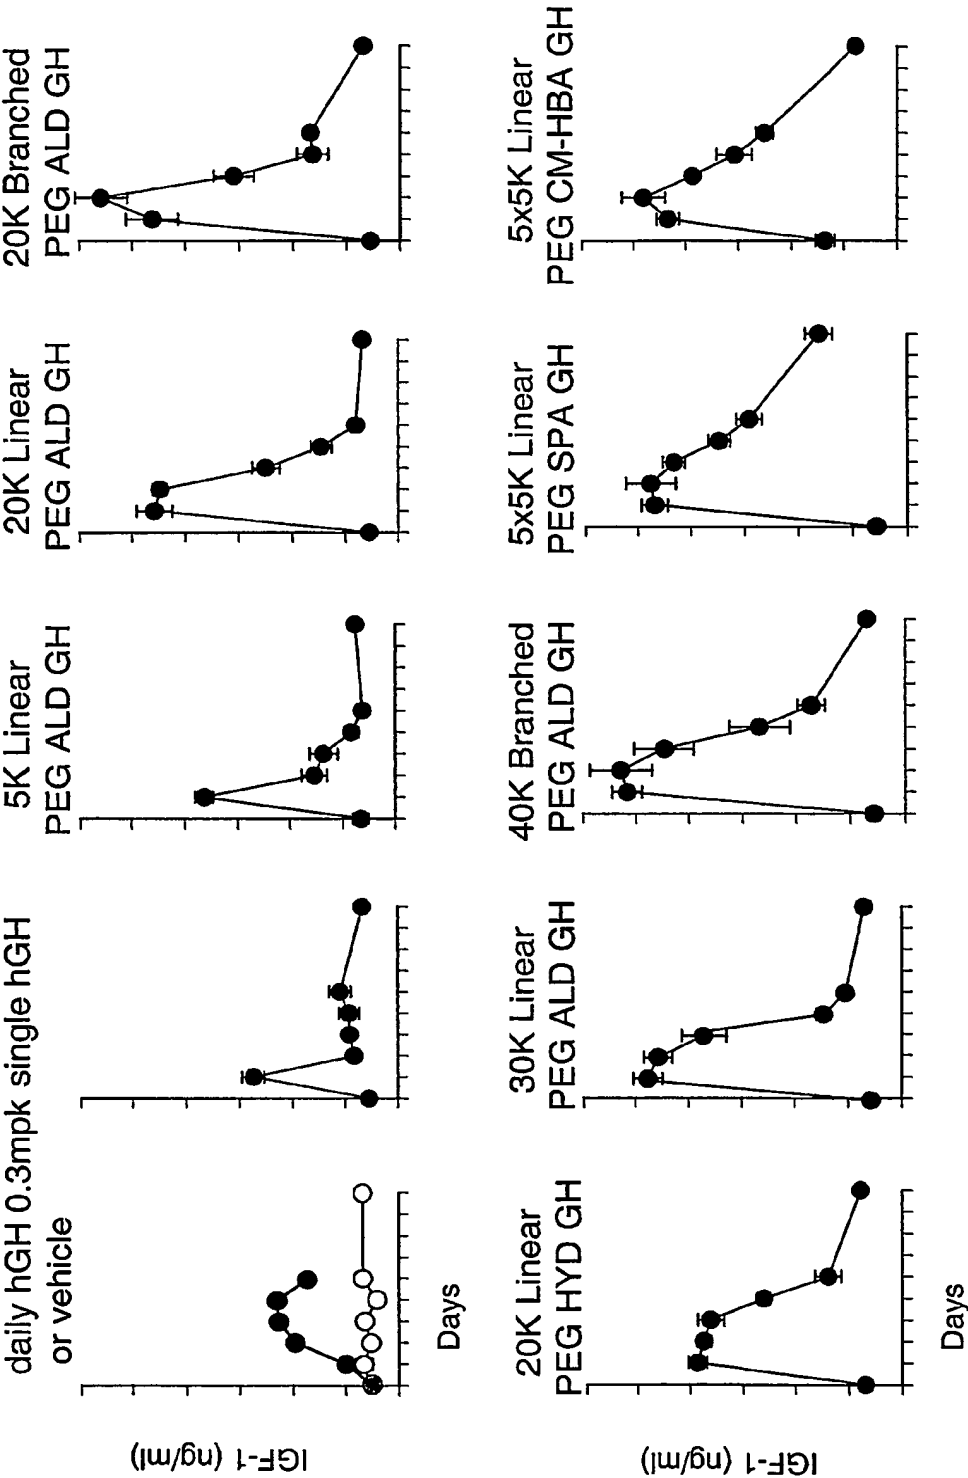 daily hGH 0.3mpk single hGH
or vehicle
5K Linear
PEG ALD GH
20K Linear
PEG ALD GH
20K Branched
PEG ALD GH
IGF-1 (ng/ml)
Days
20K Linear
PEG HYD GH
30K Linear
PEG ALD GH
40K Branched
PEG ALD GH
5x5K Linear
PEG SPA GH
5x5K Linear
PEG CM-HBA GH
IGF-1 (ng/ml)
Days